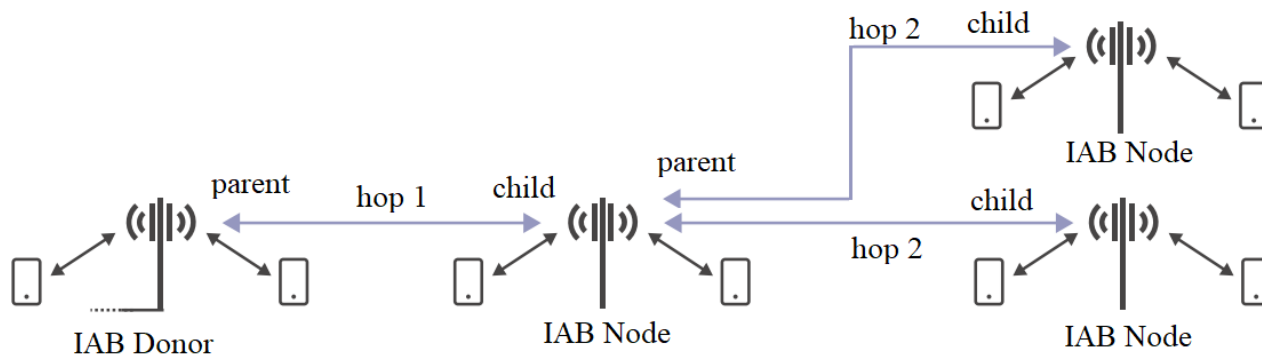 hop 2
child
IAB Node
parent
hop 1
child
parent
child
hop 2
IAB Donor
IAB Node
IAB Node